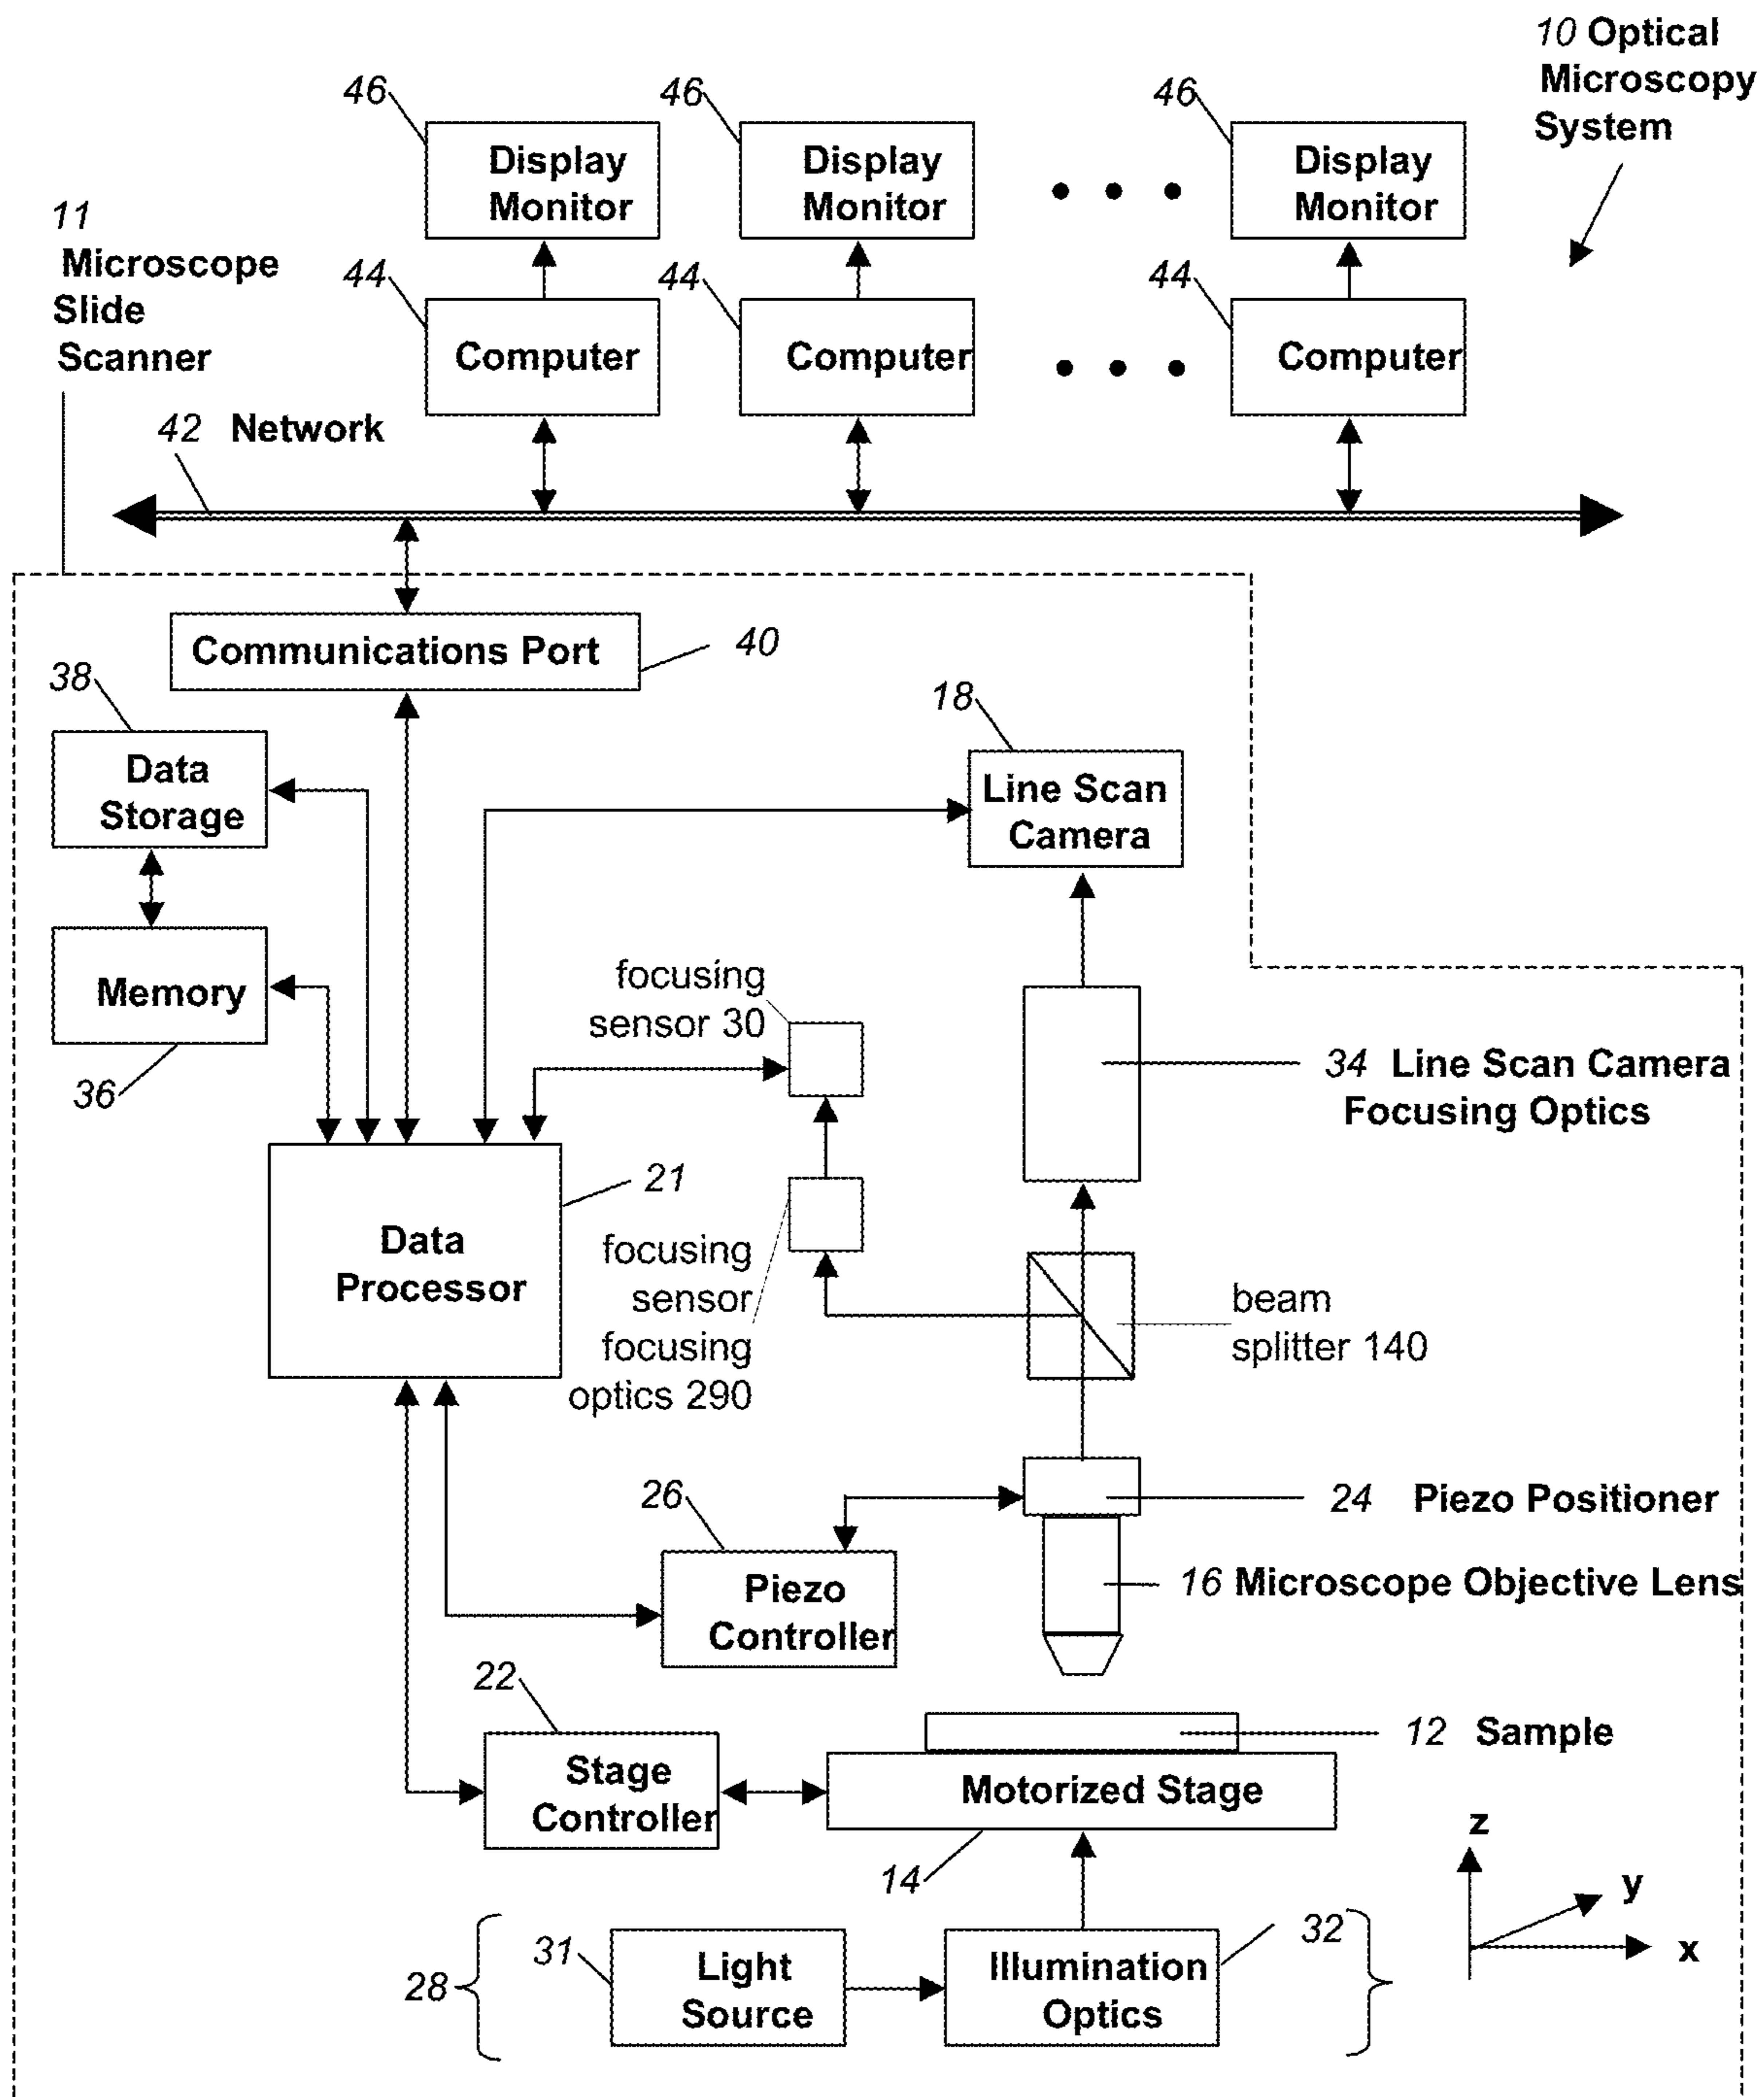 10 Optical
Microscopy
System
46
46
46
Display
Monitor
Display
Monitor
Display
Monitor
11
Microscope
Slide
Scanner
44
44
44
Computer
Computer
Computer
42 Network
Communications Port
40
38
Data
Storage
18
Line Scan
Camera
Memory
36
focusing
sensor 30
34 Line Scan Camera
Focusing Optics
21
Data
Processor
focusing
sensor
focusing
optics 290
beam
splitter 140
26
Piezo
Controller
24 Piezo Positioner
16 Microscope Objective Lens
22
Stage
Controller
12 Sample
Motorized Stage
14
z
y
x
28
31
Light
Source
Illumination
Optics
32